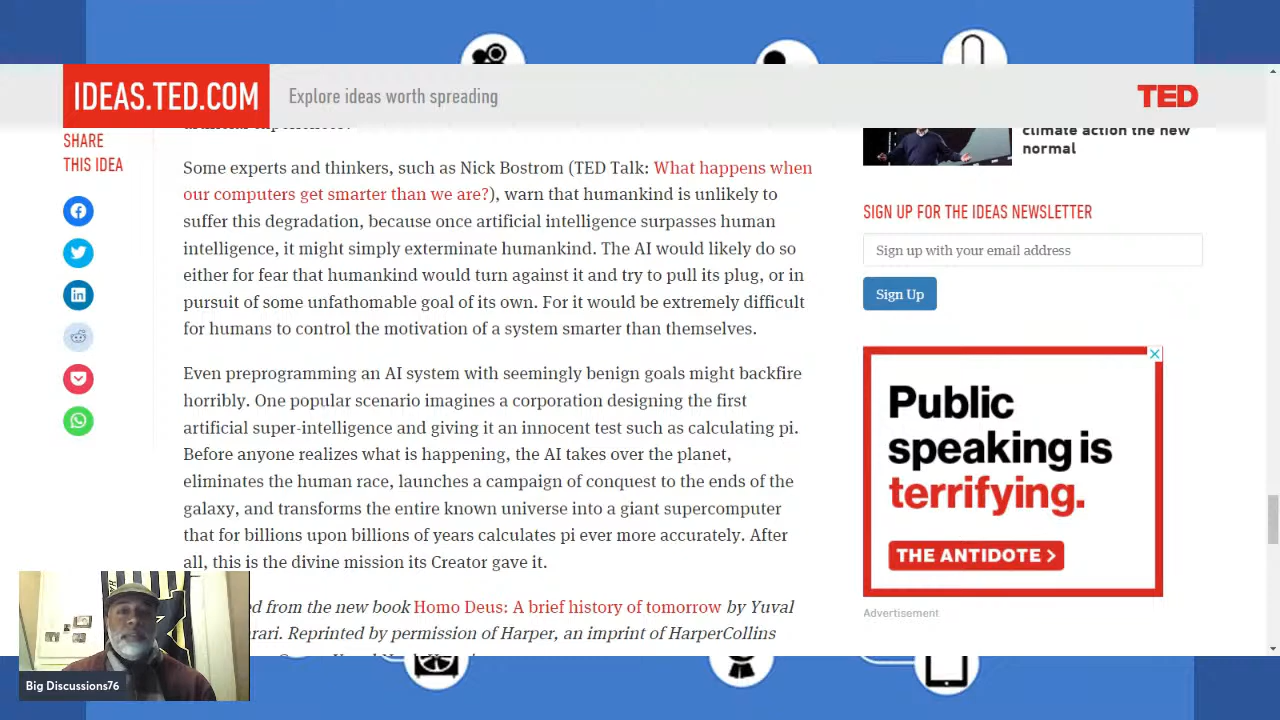 IDEAS.TED.COM
Explore ideas worth spreading
TED
SHARE
THIS IDEA
Some experts and thinkers, such as Nick Bostrom (TED Talk: What happens when
our computers get smarter than we are?), warn that humankind is unlikely to
suffer this degradation, because once artificial intelligence surpasses human
intelligence, it might simply exterminate humankind. The AI would likely do so
either for fear that humankind would turn against it and try to pull its plug, or in
pursuit of some unfathomable goal of its own. For it would be extremely difficult
for humans to control the motivation of a system smarter than themselves.
Even preprogramming an AI system with seemingly benign goals might backfire
horribly. One popular scenario imagines a corporation designing the first
artificial super-intelligence and giving it an innocent test such as calculating pi.
Before anyone realizes what is happening, the AI takes over the planet,
eliminates the human race, launches a campaign of conquest to the ends of the
galaxy, and transforms the entire known universe into a giant supercomputer
that for billions upon billions of years calculates pi ever more accurately. After
all, this is the divine mission its Creator gave it.
from the new book Homo Deus: A brief history of tomorrow by Yuval
Reprinted by permission of Harper, an imprint of HarperCollins
climate action the new
normal
SIGN UP FOR THE IDEAS NEWSLETTER
Sign up with your email address
Sign Up
Public
speaking is
terrifying.
THE ANTIDOTE >
Advertisement
Big Discussions76